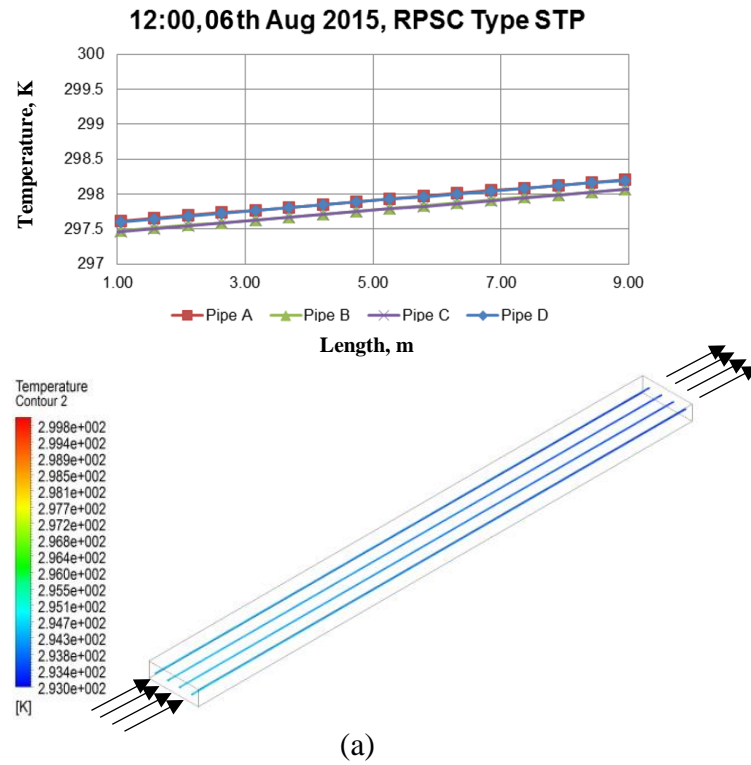 12:00,06th Aug 2015, RPSC Type STP
Temperature, K
300
299.5
299
298.5
298
297.5
297
1.00 3.00 5.00 7.00 9.00
Pipe A Pipe B Pipe C Pipe D
Length, m
Temperature
Contour 2
2.998e+002
2.994e+002
2.989e+002
2.985e+002
2.981e+002
2.977e+002
2.972e+002
2.968e+002
2.964e+002
2.960e+002
2.955e+002
2.951e+002
2.947e+002
2.943e+002
2.938e+002
2.934e+002
2.930e+002
[K]
(a)